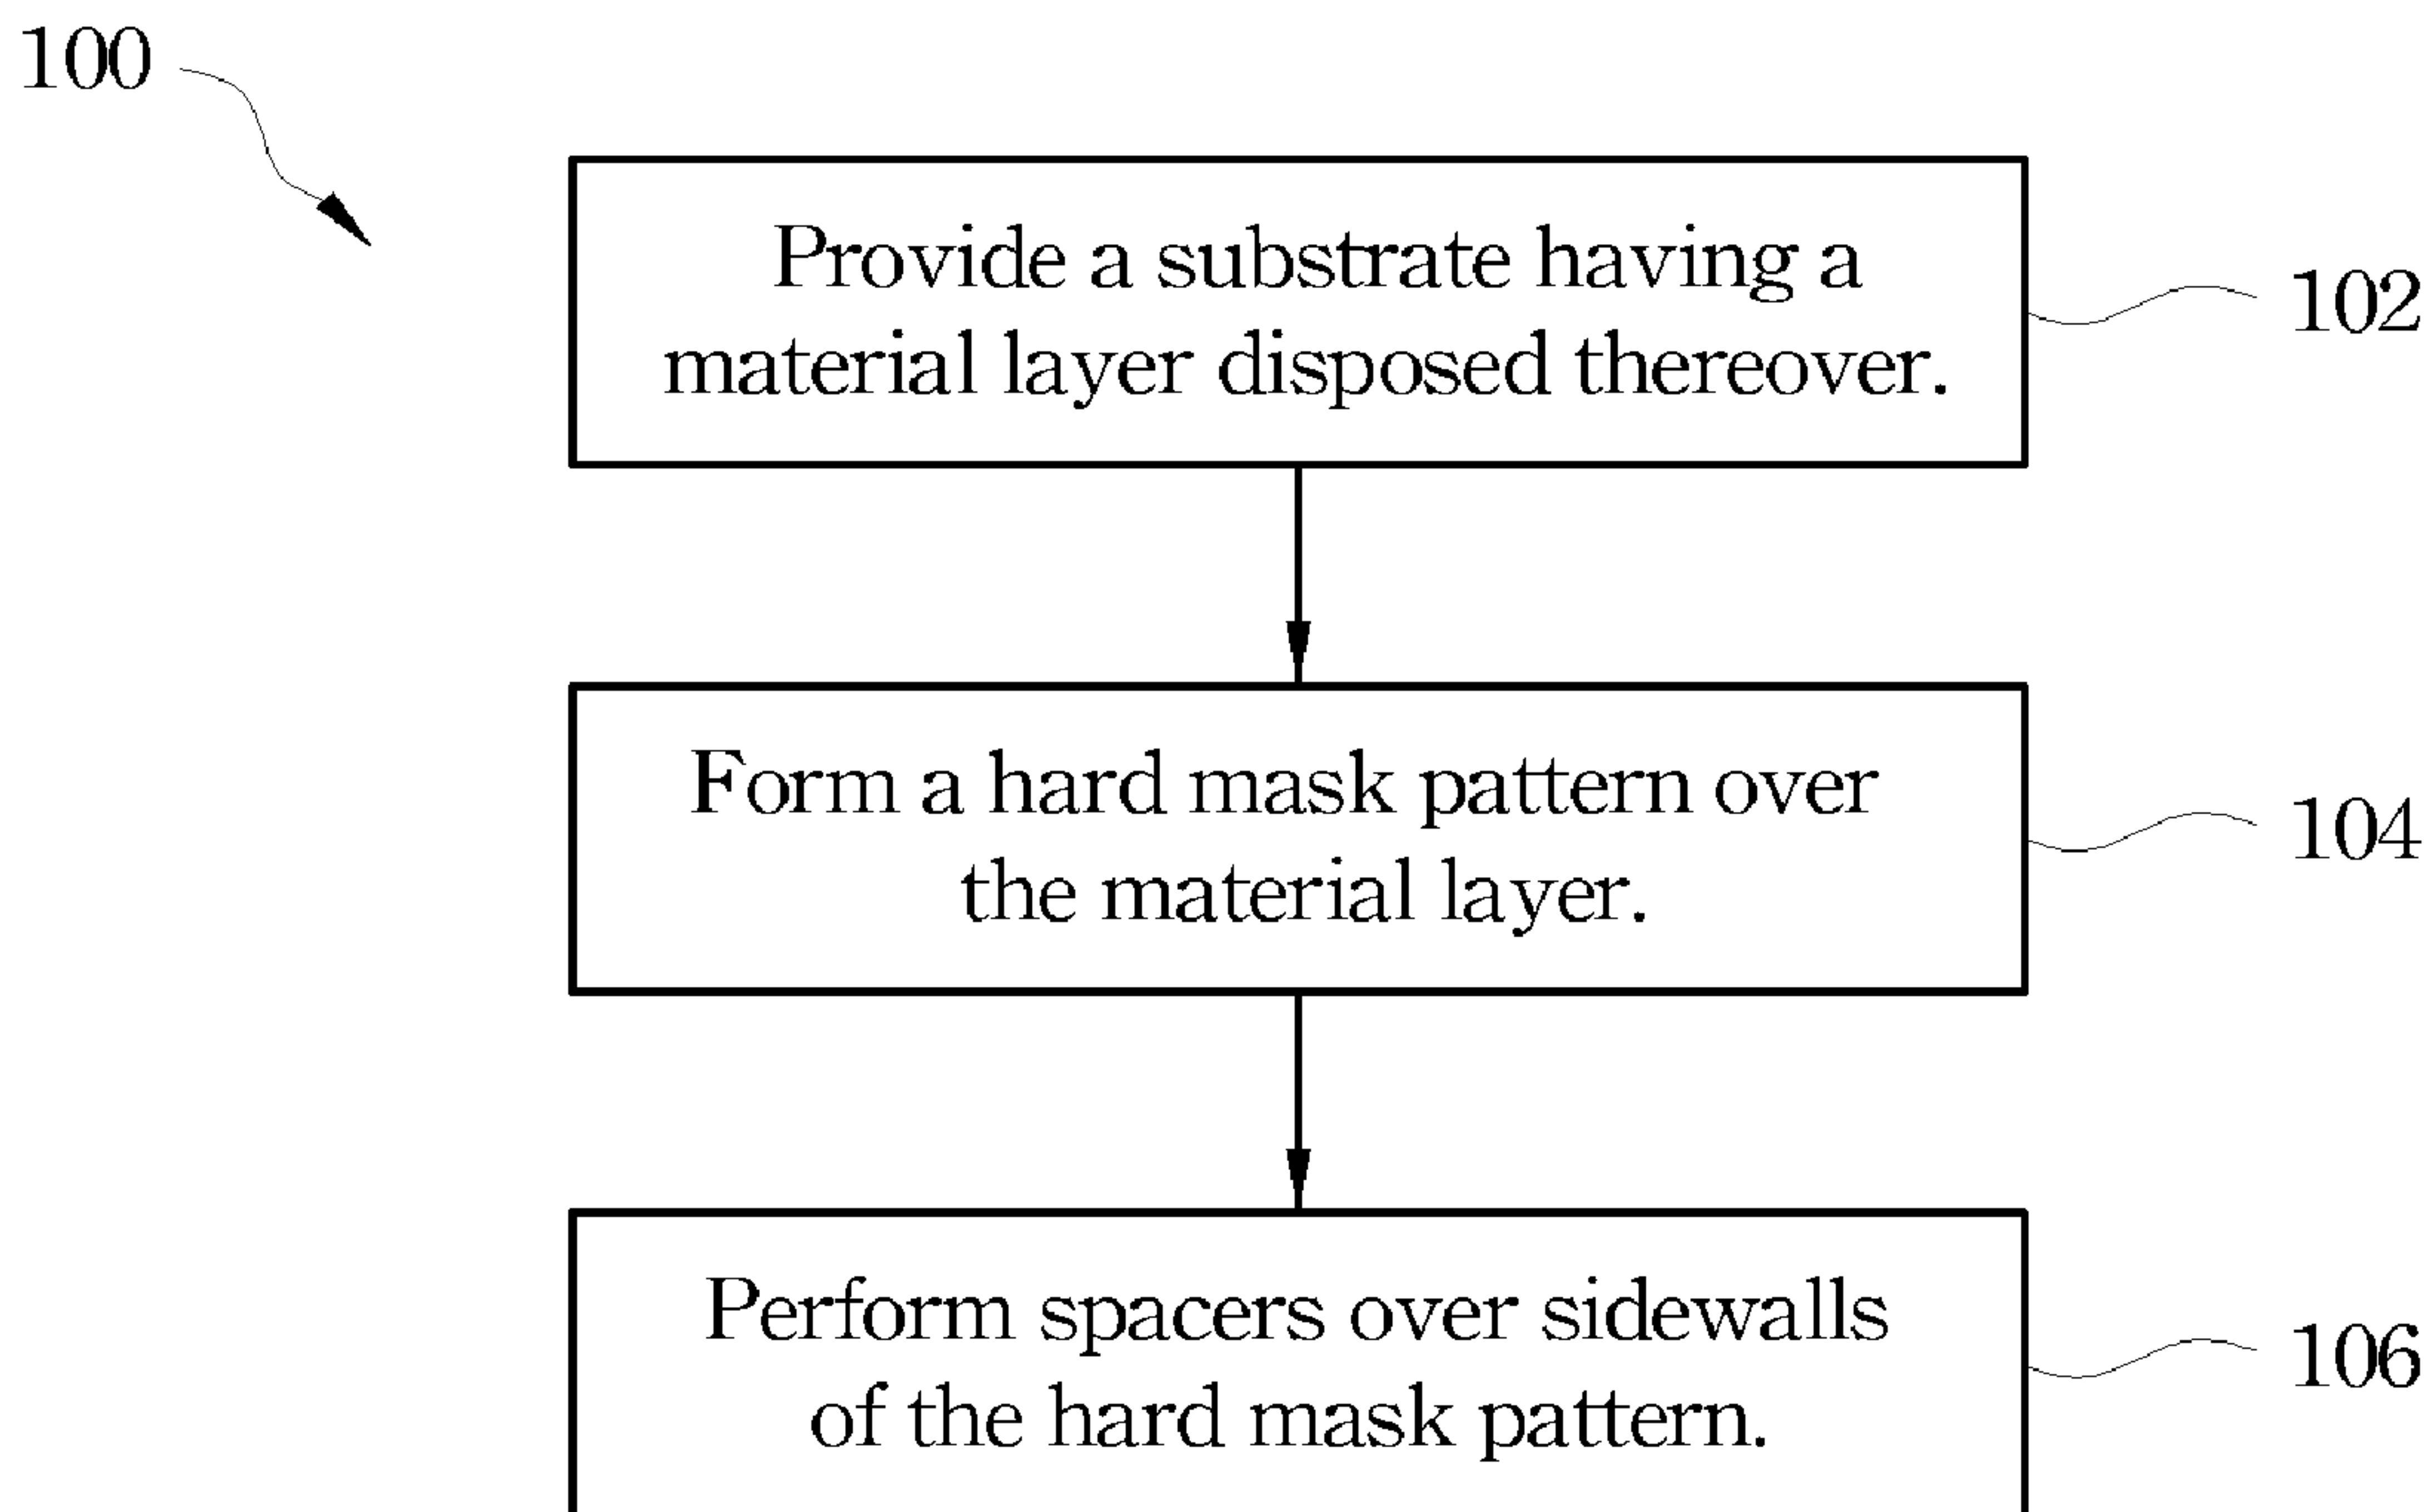 100
Provide a substrate having a
material layer disposed thereover.
102
Form a hard mask pattern over
the material layer.
104
Perform spacers over sidewalls
of the hard mask pattern.
106